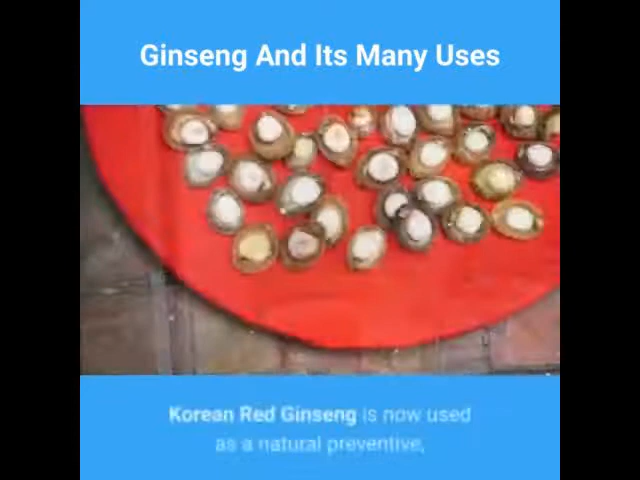 Ginseng And Its Many Uses
Korean Red Ginseng is now used
as a natural preventive,